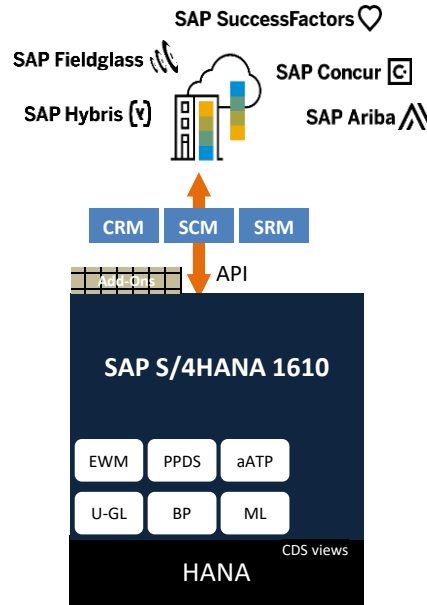 SAP SuccessFactors
SAP Fieldglass
SAP Concur
SAP Hybris
SAP Ariba
CRM
SCM
SRM
Add-Ons
API
SAP S/4HANA 1610
EWM
PPDS
aATP
U-GL
BP
ML
CDS views
HANA